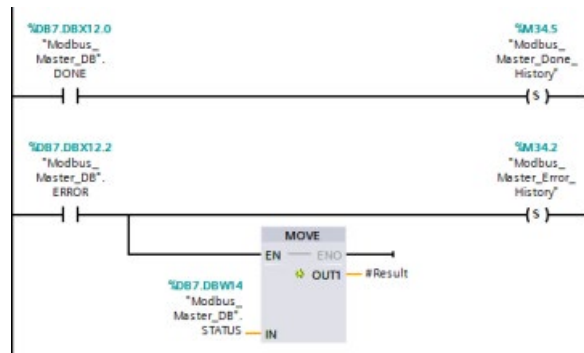 %DB7.DBX12.0
"Modbus_
Master_DB".
DONE
%M34.5
"Modbus_
Master_Done_
History"
S
%DB7.DBX12.2
"Modbus_
Master_DB".
ERROR
%M34.2
"Modbus_
Master_Error_
History"
S
MOVE
EN
ENO
OUT1
#Result
%DB7.DBW14
"Modbus_
Master_DB".
STATUS
IN